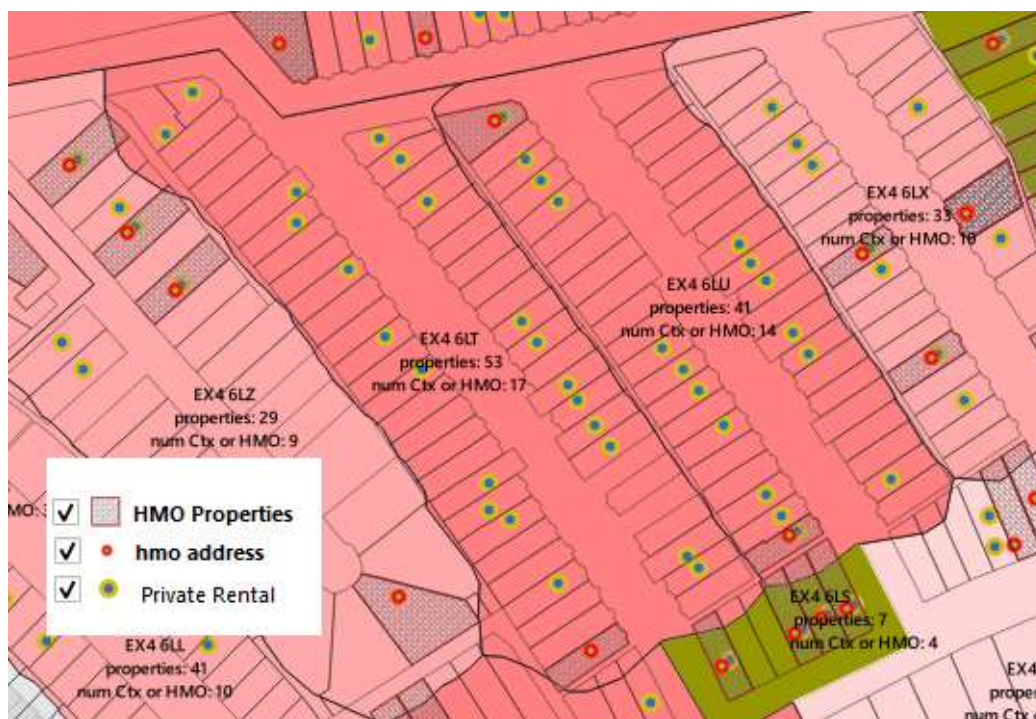 EX4 6LX
properties: 33
num Ctx or HMO: 10
EX4 6LU
properties: 41
num Ctx or HMO: 14
EX4 6LT
properties: 53
num Ctx or HMO: 17
EX4 6LZ
properties: 29
num Ctx or HMO: 9
HMO Properties
hmo address
Private Rental
EX4 6LS
properties: 7
num Ctx or HMO: 4
EX4 6LL
properties: 41
num Ctx or HMO: 10
EX4
num Ctx